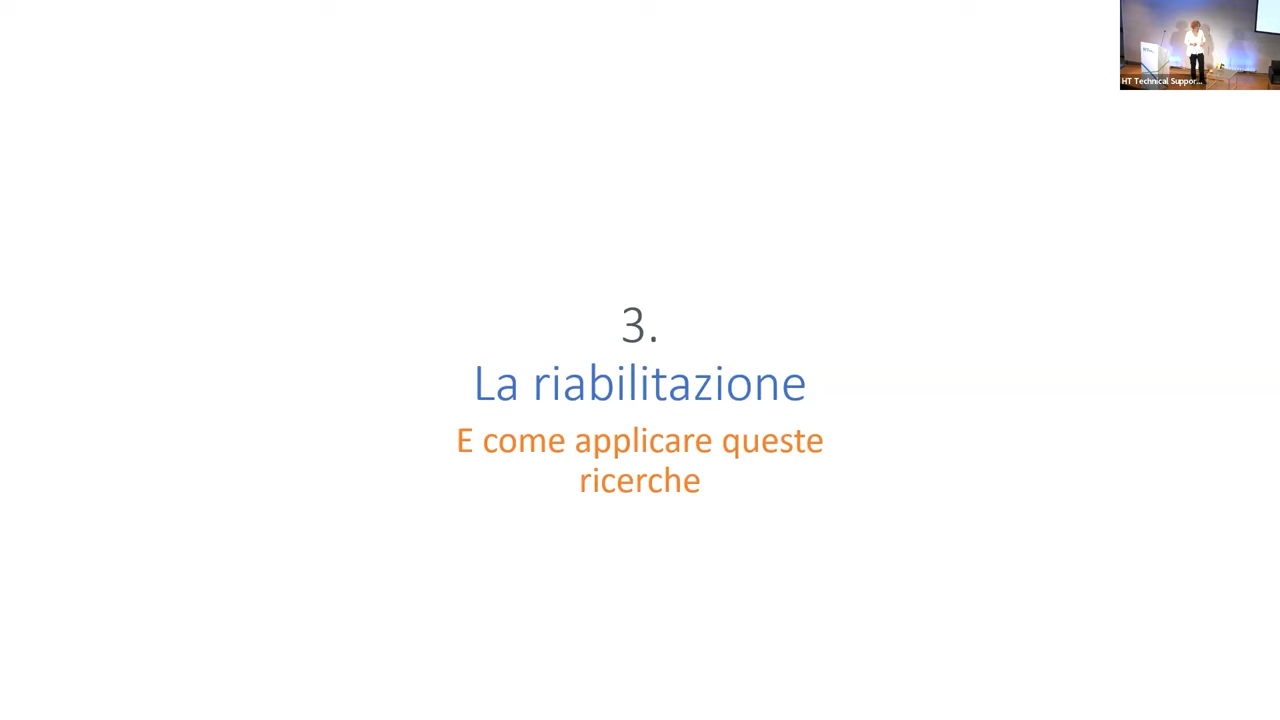 HT Technical Suppor...
3.
La riabilitazione
E come applicare queste
ricerche